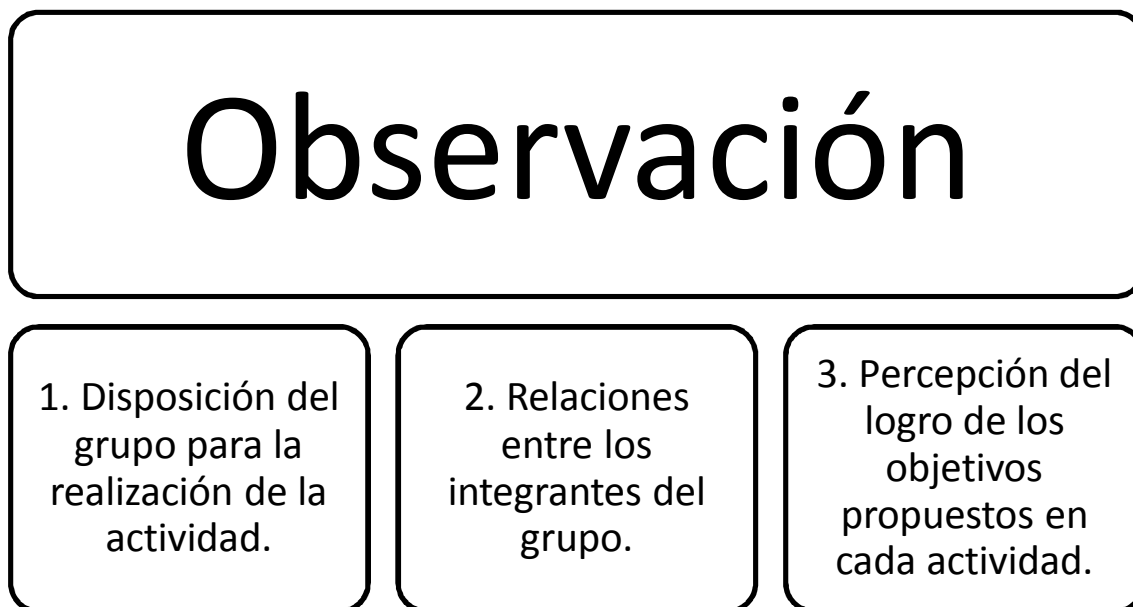 Observación
1. Disposición del
grupo para la
realización de la
actividad.
2. Relaciones
entre los
integrantes del
grupo.
3. Percepción del
logro de los
objetivos
propuestos en
cada actividad.